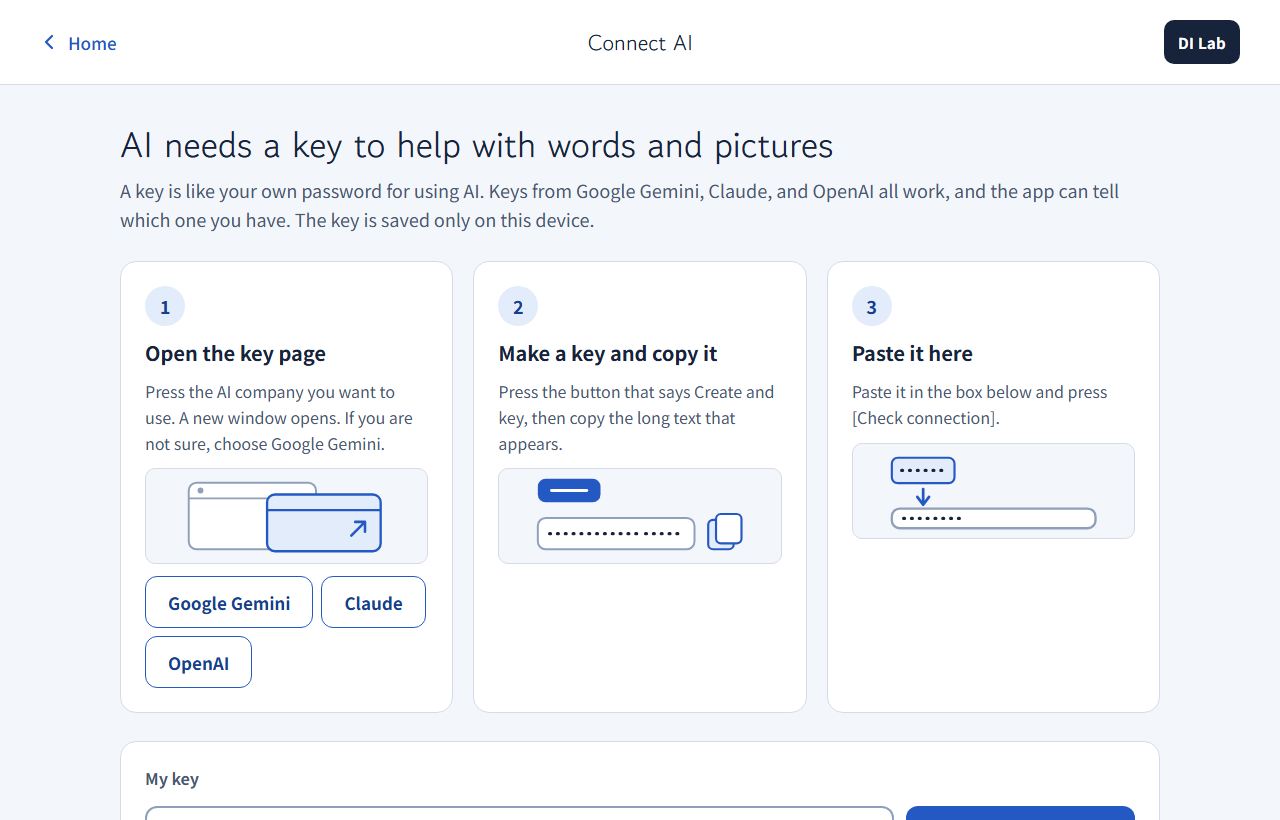 Home
Connect AI
DI Lab
AI needs a key to help with words and pictures
A key is like your own password for using AI. Keys from Google Gemini, Claude, and OpenAI all work, and the app can tell
which one you have. The key is saved only on this device.
1
Open the key page
Press the AI company you want to
use. A new window opens. If you are
not sure, choose Google Gemini.
Google Gemini
Claude
OpenAI
2
Make a key and copy it
Press the button that says Create and
key, then copy the long text that
appears.
3
Paste it here
Paste it in the box below and press
[Check connection].
My key